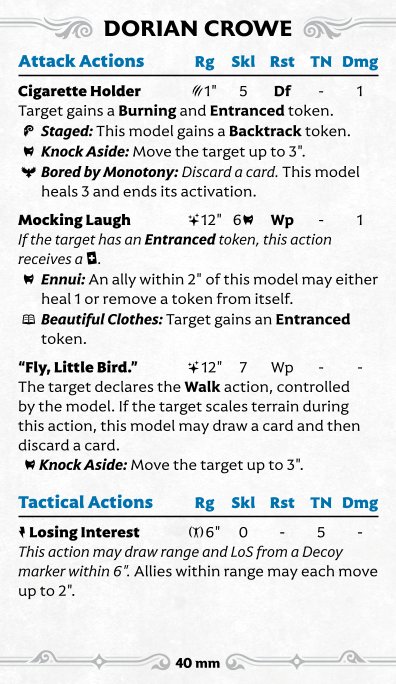 DORIAN CROWE
Attack Actions Rg Skl Rst TN Dmg
Cigarette Holder 1" 5 Df - 1
Target gains a Burning and Entranced token.
Staged: This model gains a Backtrack token.
Knock Aside: Move the target up to 3".
Bored by Monotony: Discard a card. This model
heals 3 and ends its activation.
Mocking Laugh 12" 6 Wp - 1
If the target has an Entranced token, this action
receives a +.
Ennui: An ally within 2" of this model may either
heal 1 or remove a token from itself.
Beautiful Clothes: Target gains an Entranced
token.
“Fly, Little Bird.” 12" 7 Wp - -
The target declares the Walk action, controlled
by the model. If the target scales terrain during
this action, this model may draw a card and then
discard a card.
Knock Aside: Move the target up to 3".
Tactical Actions Rg Skl Rst TN Dmg
Losing Interest 6" 0 - 5 -
This action may draw range and LoS from a Decoy
marker within 6". Allies within range may each move
up to 2".
40 mm